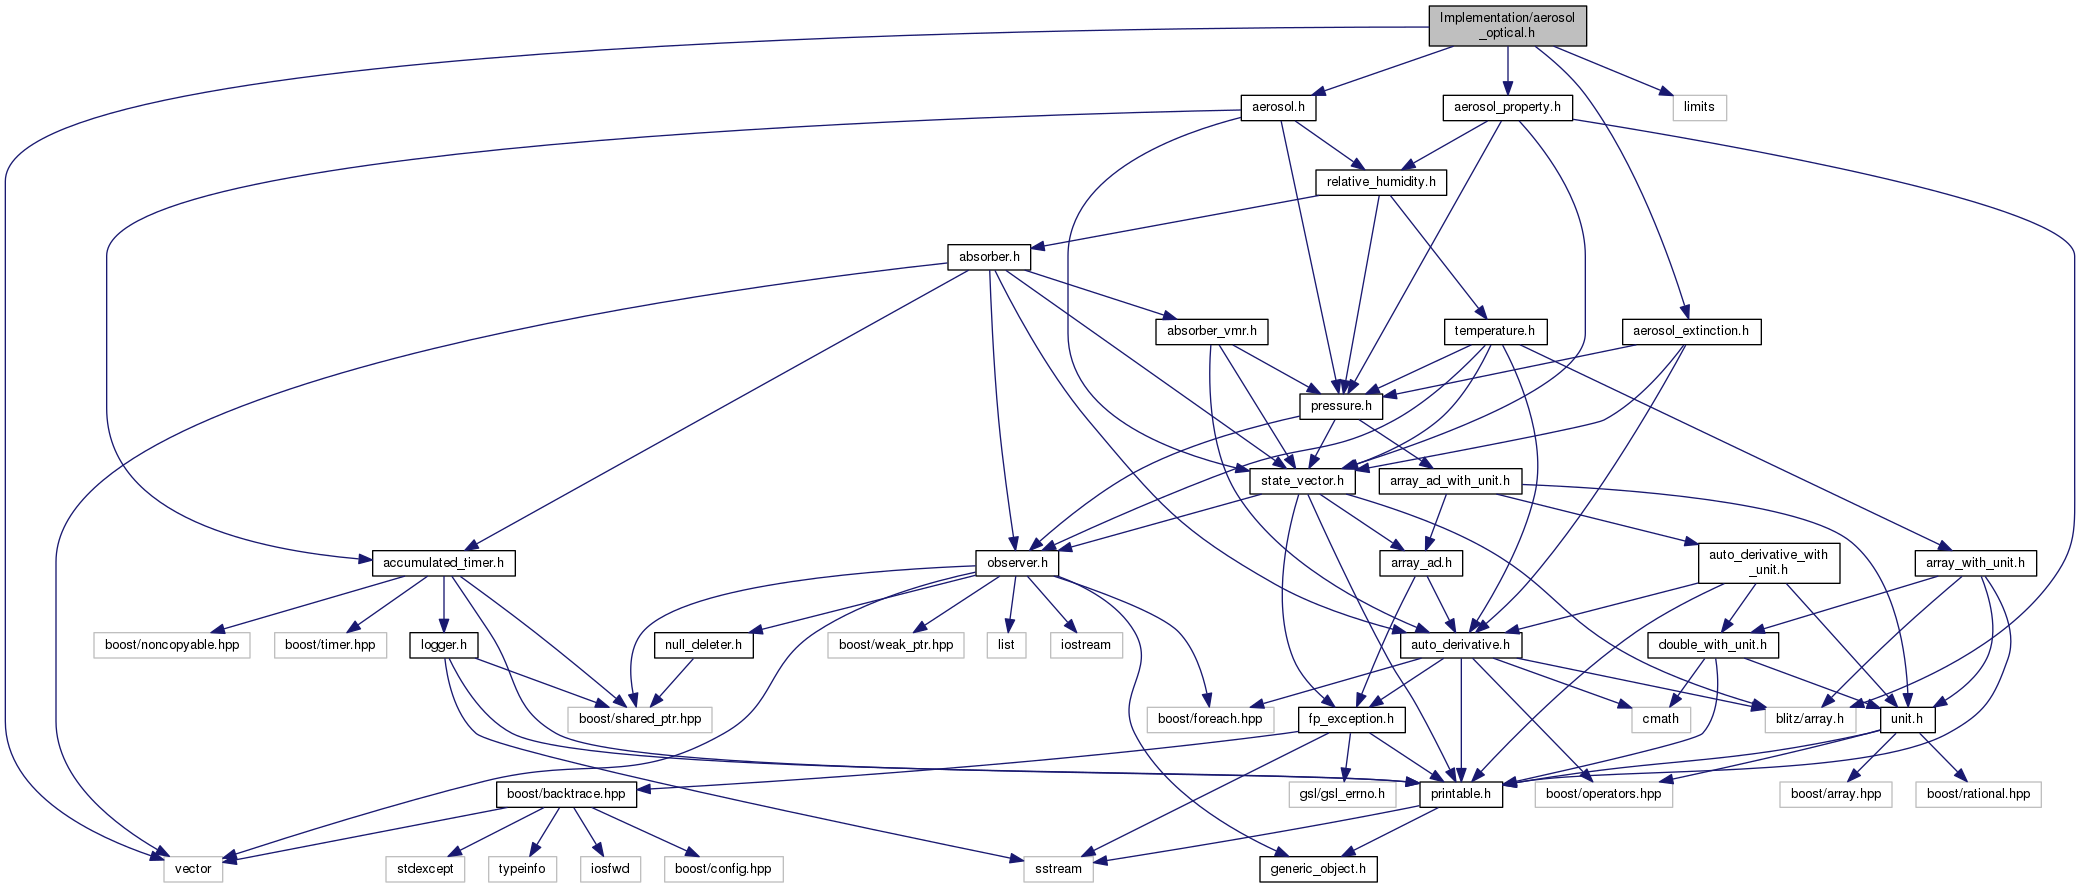 Implementation/aerosol
_optical.h
aerosol.h
aerosol_property.h
limits
relative_humidity.h
absorber.h
absorber_vmr.h
temperature.h
aerosol_extinction.h
pressure.h
state_vector.h
array_ad_with_unit.h
accumulated_timer.h
observer.h
array_ad.h
auto_derivative_with
_unit.h
array_with_unit.h
boost/noncopyable.hpp
boost/timer.hpp
logger.h
null_deleter.h
boost/weak_ptr.hpp
list
iostream
auto_derivative.h
double_with_unit.h
boost/shared_ptr.hpp
boost/foreach.hpp
fp_exception.h
cmath
blitz/array.h
unit.h
boost/backtrace.hpp
gsl/gsl_errno.h
printable.h
boost/operators.hpp
boost/array.hpp
boost/rational.hpp
vector
stdexcept
typeinfo
iosfwd
boost/config.hpp
sstream
generic_object.h